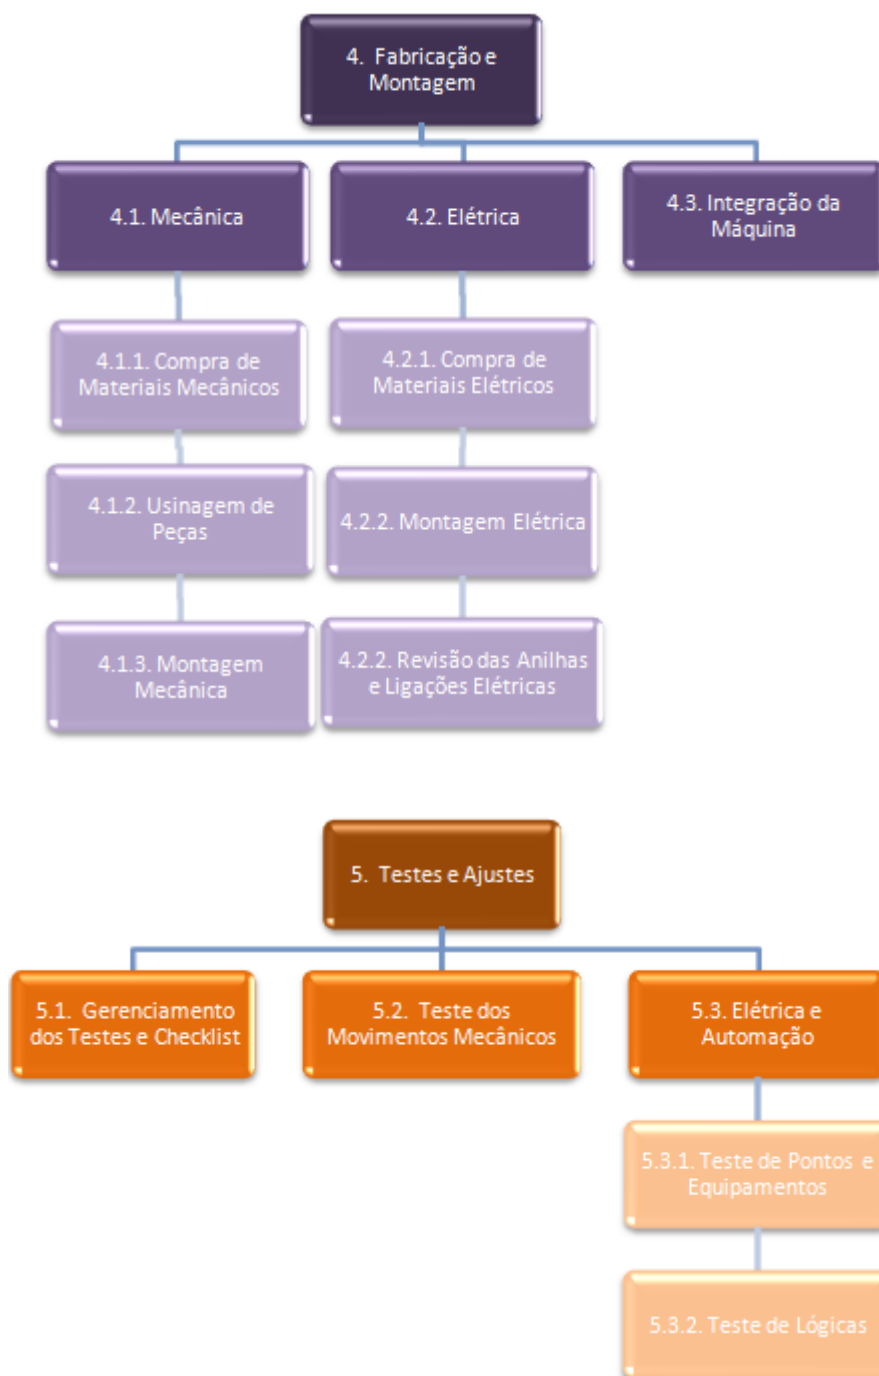 4. Fabricação e
Montagem
4.1. Mecânica
4.2. Elétrica
4.3. Integração da
Máquina
4.1.1. Compra de
Materiais Mecânicos
4.2.1. Compra de
Materiais Elétricos
4.1.2. Usinagem de
Peças
4.2.2. Montagem Elétrica
4.1.3. Montagem
Mecânica
4.2.2. Revisão das Anilhas
e Ligações Elétricas
5. Testes e Ajustes
5.1. Gerenciamento
dos Testes e Checklist
5.2. Teste dos
Movimentos Mecânicos
5.3. Elétrica e
Automação
5.3.1. Teste de Pontos e
Equipamentos
5.3.2. Teste de Lógicas